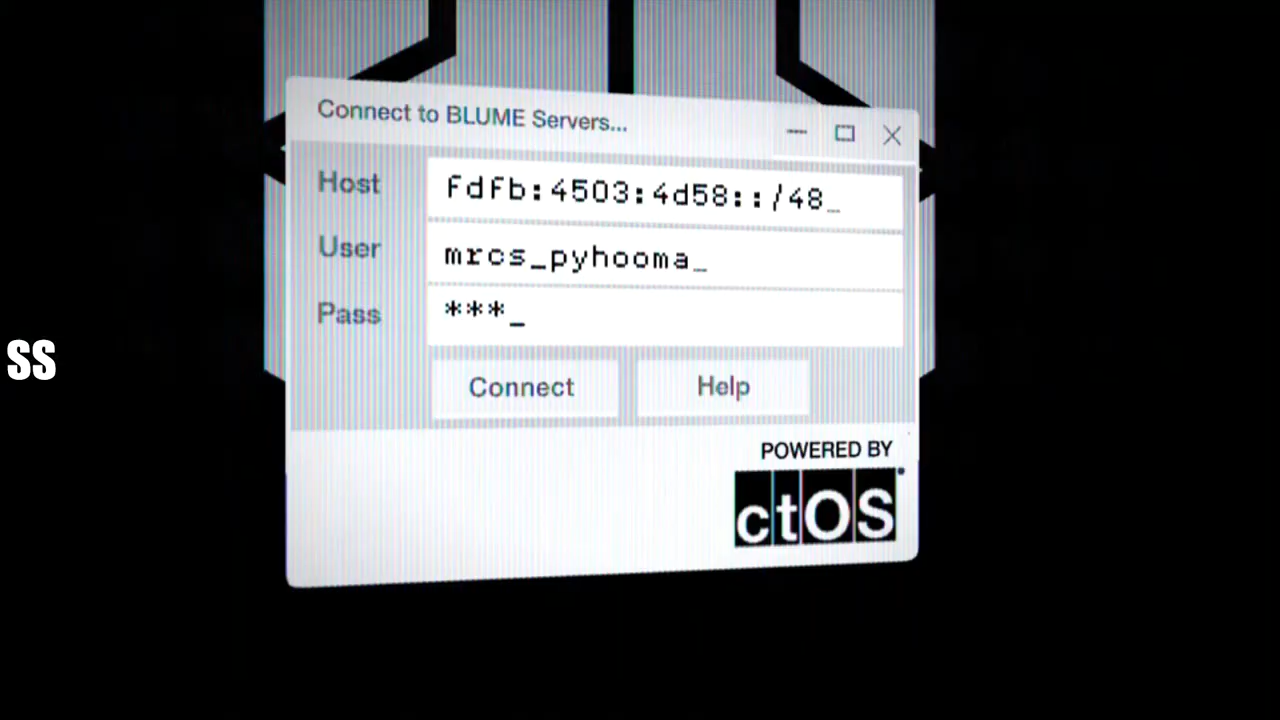 Connect to BLUME Servers...
Host fdfb:4503:4d58::/48_
User mrcs_pyhooma_
Pass ***_
SS
Connect Help
POWERED BY
ctOS